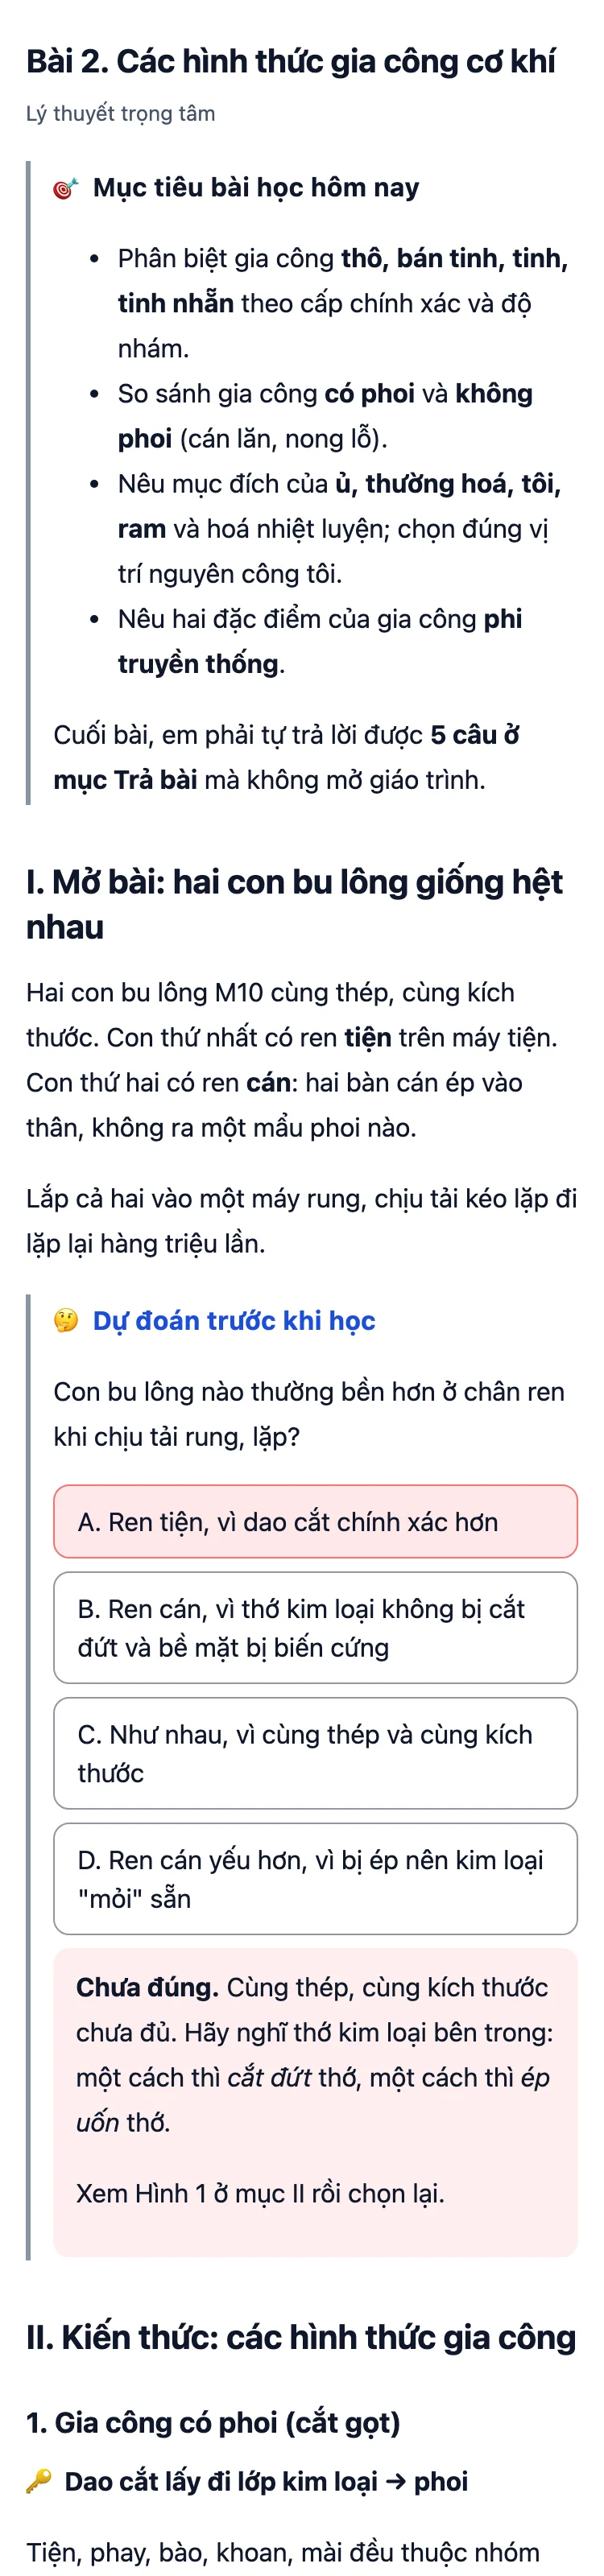 Bài 2. Các hình thức gia công cơ khí
Lý thuyết trọng tâm
🎯 Mục tiêu bài học hôm nay
• Phân biệt gia công thô, bán tinh, tinh,
tinh nhẵn theo cấp chính xác và độ
nhám.
• So sánh gia công có phoi và không
phoi (cán lăn, nong lỗ).
• Nêu mục đích của ủ, thường hoá, tôi,
ram và hoá nhiệt luyện; chọn đúng vị
trí nguyên công tôi.
• Nêu hai đặc điểm của gia công phi
truyền thống.
Cuối bài, em phải tự trả lời được 5 câu ở
mục Trả bài mà không mở giáo trình.
I. Mở bài: hai con bu lông giống hệt
nhau
Hai con bu lông M10 cùng thép, cùng kích
thước. Con thứ nhất có ren tiện trên máy tiện.
Con thứ hai có ren cán: hai bàn cán ép vào
thân, không ra một mẩu phoi nào.
Lắp cả hai vào một máy rung, chịu tải kéo lặp đi
lặp lại hàng triệu lần.
🤔 Dự đoán trước khi học
Con bu lông nào thường bền hơn ở chân ren
khi chịu tải rung, lặp?
A. Ren tiện, vì dao cắt chính xác hơn
B. Ren cán, vì thớ kim loại không bị cắt
đứt và bề mặt bị biến cứng
C. Như nhau, vì cùng thép và cùng kích
thước
D. Ren cán yếu hơn, vì bị ép nên kim loại
"mỏi" sẵn
Chưa đúng. Cùng thép, cùng kích thước
chưa đủ. Hãy nghĩ thớ kim loại bên trong:
một cách thì cắt đứt thớ, một cách thì ép
uốn thớ.
Xem Hình 1 ở mục II rồi chọn lại.
II. Kiến thức: các hình thức gia công
1. Gia công có phoi (cắt gọt)
🔑 Dao cắt lấy đi lớp kim loại → phoi
Tiện, phay, bào, khoan, mài đều thuộc nhóm